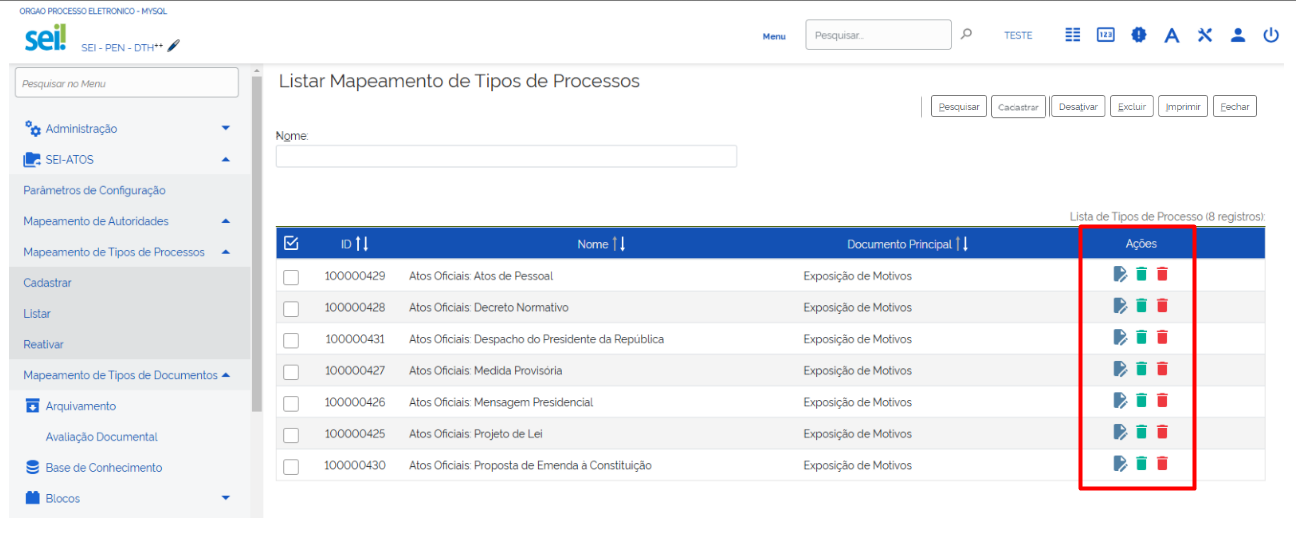 ORGAO PROCESSO ELETRONICO - MYSQL
sei!
SEI - PEN - DTH++
Menu
Pesquisar...
TESTE
123
A
Pesquisar no Menu
Administração
SEI-ATOS
Parâmetros de Configuração
Mapeamento de Autoridades
Mapeamento de Tipos de Processos
Cadastrar
Listar
Reativar
Mapeamento de Tipos de Documentos
Arquivamento
Avaliação Documental
Base de Conhecimento
Blocos
Listar Mapeamento de Tipos de Processos
Pesquisar Cadastrar Desativar Excluir Imprimir Fechar
Nome:
Lista de Tipos de Processo (8 registros):
ID Nome Documento Principal Ações
100000429 Atos Oficiais: Atos de Pessoal Exposição de Motivos
100000428 Atos Oficiais: Decreto Normativo Exposição de Motivos
100000431 Atos Oficiais: Despacho do Presidente da República Exposição de Motivos
100000427 Atos Oficiais: Medida Provisória Exposição de Motivos
100000426 Atos Oficiais: Mensagem Presidencial Exposição de Motivos
100000425 Atos Oficiais: Projeto de Lei Exposição de Motivos
100000430 Atos Oficiais: Proposta de Emenda à Constituição Exposição de Motivos